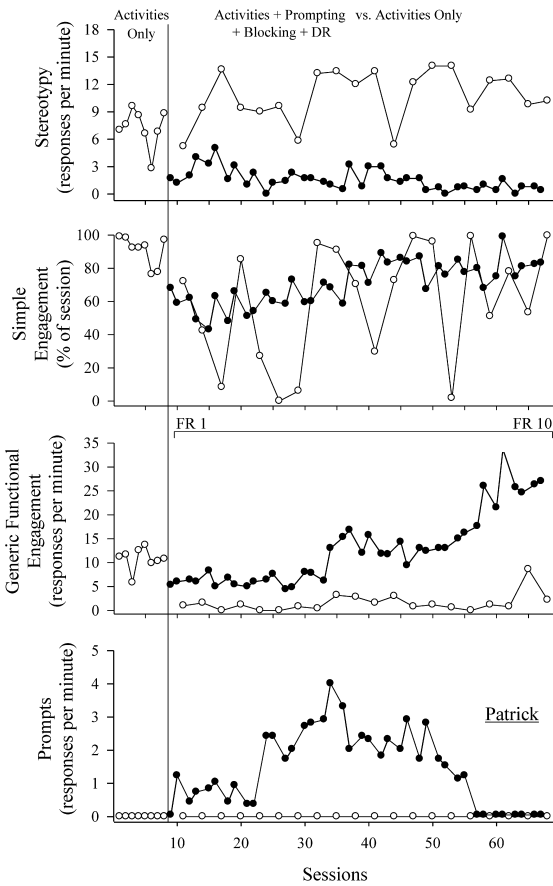 Activities
Only
Activities + Prompting vs. Activities Only
+ Blocking + DR
Stereotypy
(responses per minute)
18
15
12
9
6
3
0
Simple
Engagement
(% of session)
100
80
60
40
20
0
FR 1
FR 10
Generic Functional
Engagement
(responses per minute)
35
30
25
20
15
10
5
0
Prompts
(responses per minute)
5
4
3
2
1
0
Patrick
10 20 30 40 50 60
Sessions